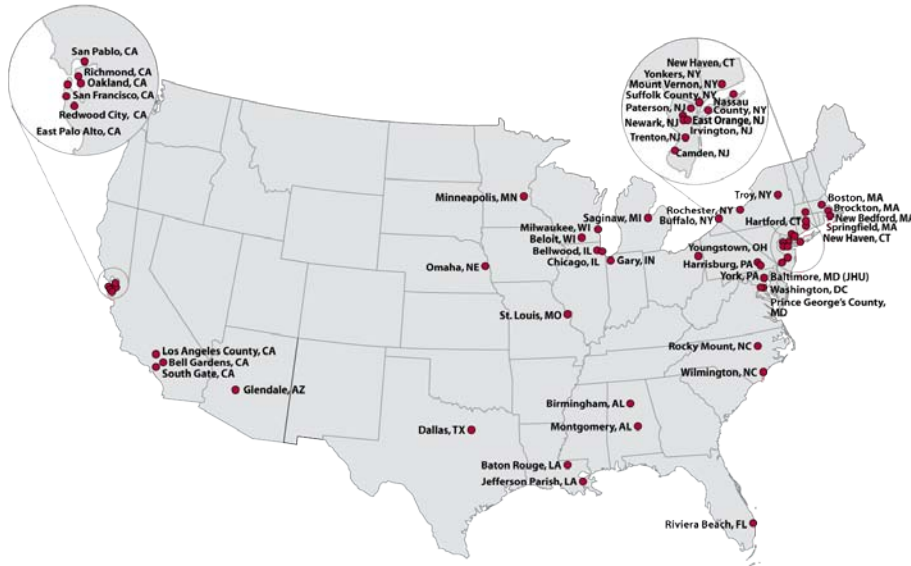 San Pablo, CA
Richmond, CA
Oakland, CA
San Francisco, CA
Redwood City, CA
East Palo Alto, CA
New Haven, CT
Yonkers, NY
Mount Vernon, NY
Suffolk County, NY
Nassau
County, NY
Paterson, NJ
East Orange, NJ
Newark, NJ
Irvington, NJ
Trenton, NJ
Camden, NJ
Minneapolis, MN
Saginaw, MI
Milwaukee, WI
Beloit, WI
Bellwood, IL
Chicago, IL
Gary, IN
Omaha, NE
St. Louis, MO
Troy, NY
Rochester, NY
Buffalo, NY
Boston, MA
Brockton, MA
New Bedford, MA
Hartford, CT
Springfield, MA
New Haven, CT
Youngstown, OH
Harrisburg, PA
York, PA
Baltimore, MD (JHU)
Washington, DC
Prince George's County,
MD
Los Angeles County, CA
Bell Gardens, CA
South Gate, CA
Glendale, AZ
Rocky Mount, NC
Wilmington, NC
Birmingham, AL
Montgomery, AL
Dallas, TX
Baton Rouge, LA
Jefferson Parish, LA
Riviera Beach, FL